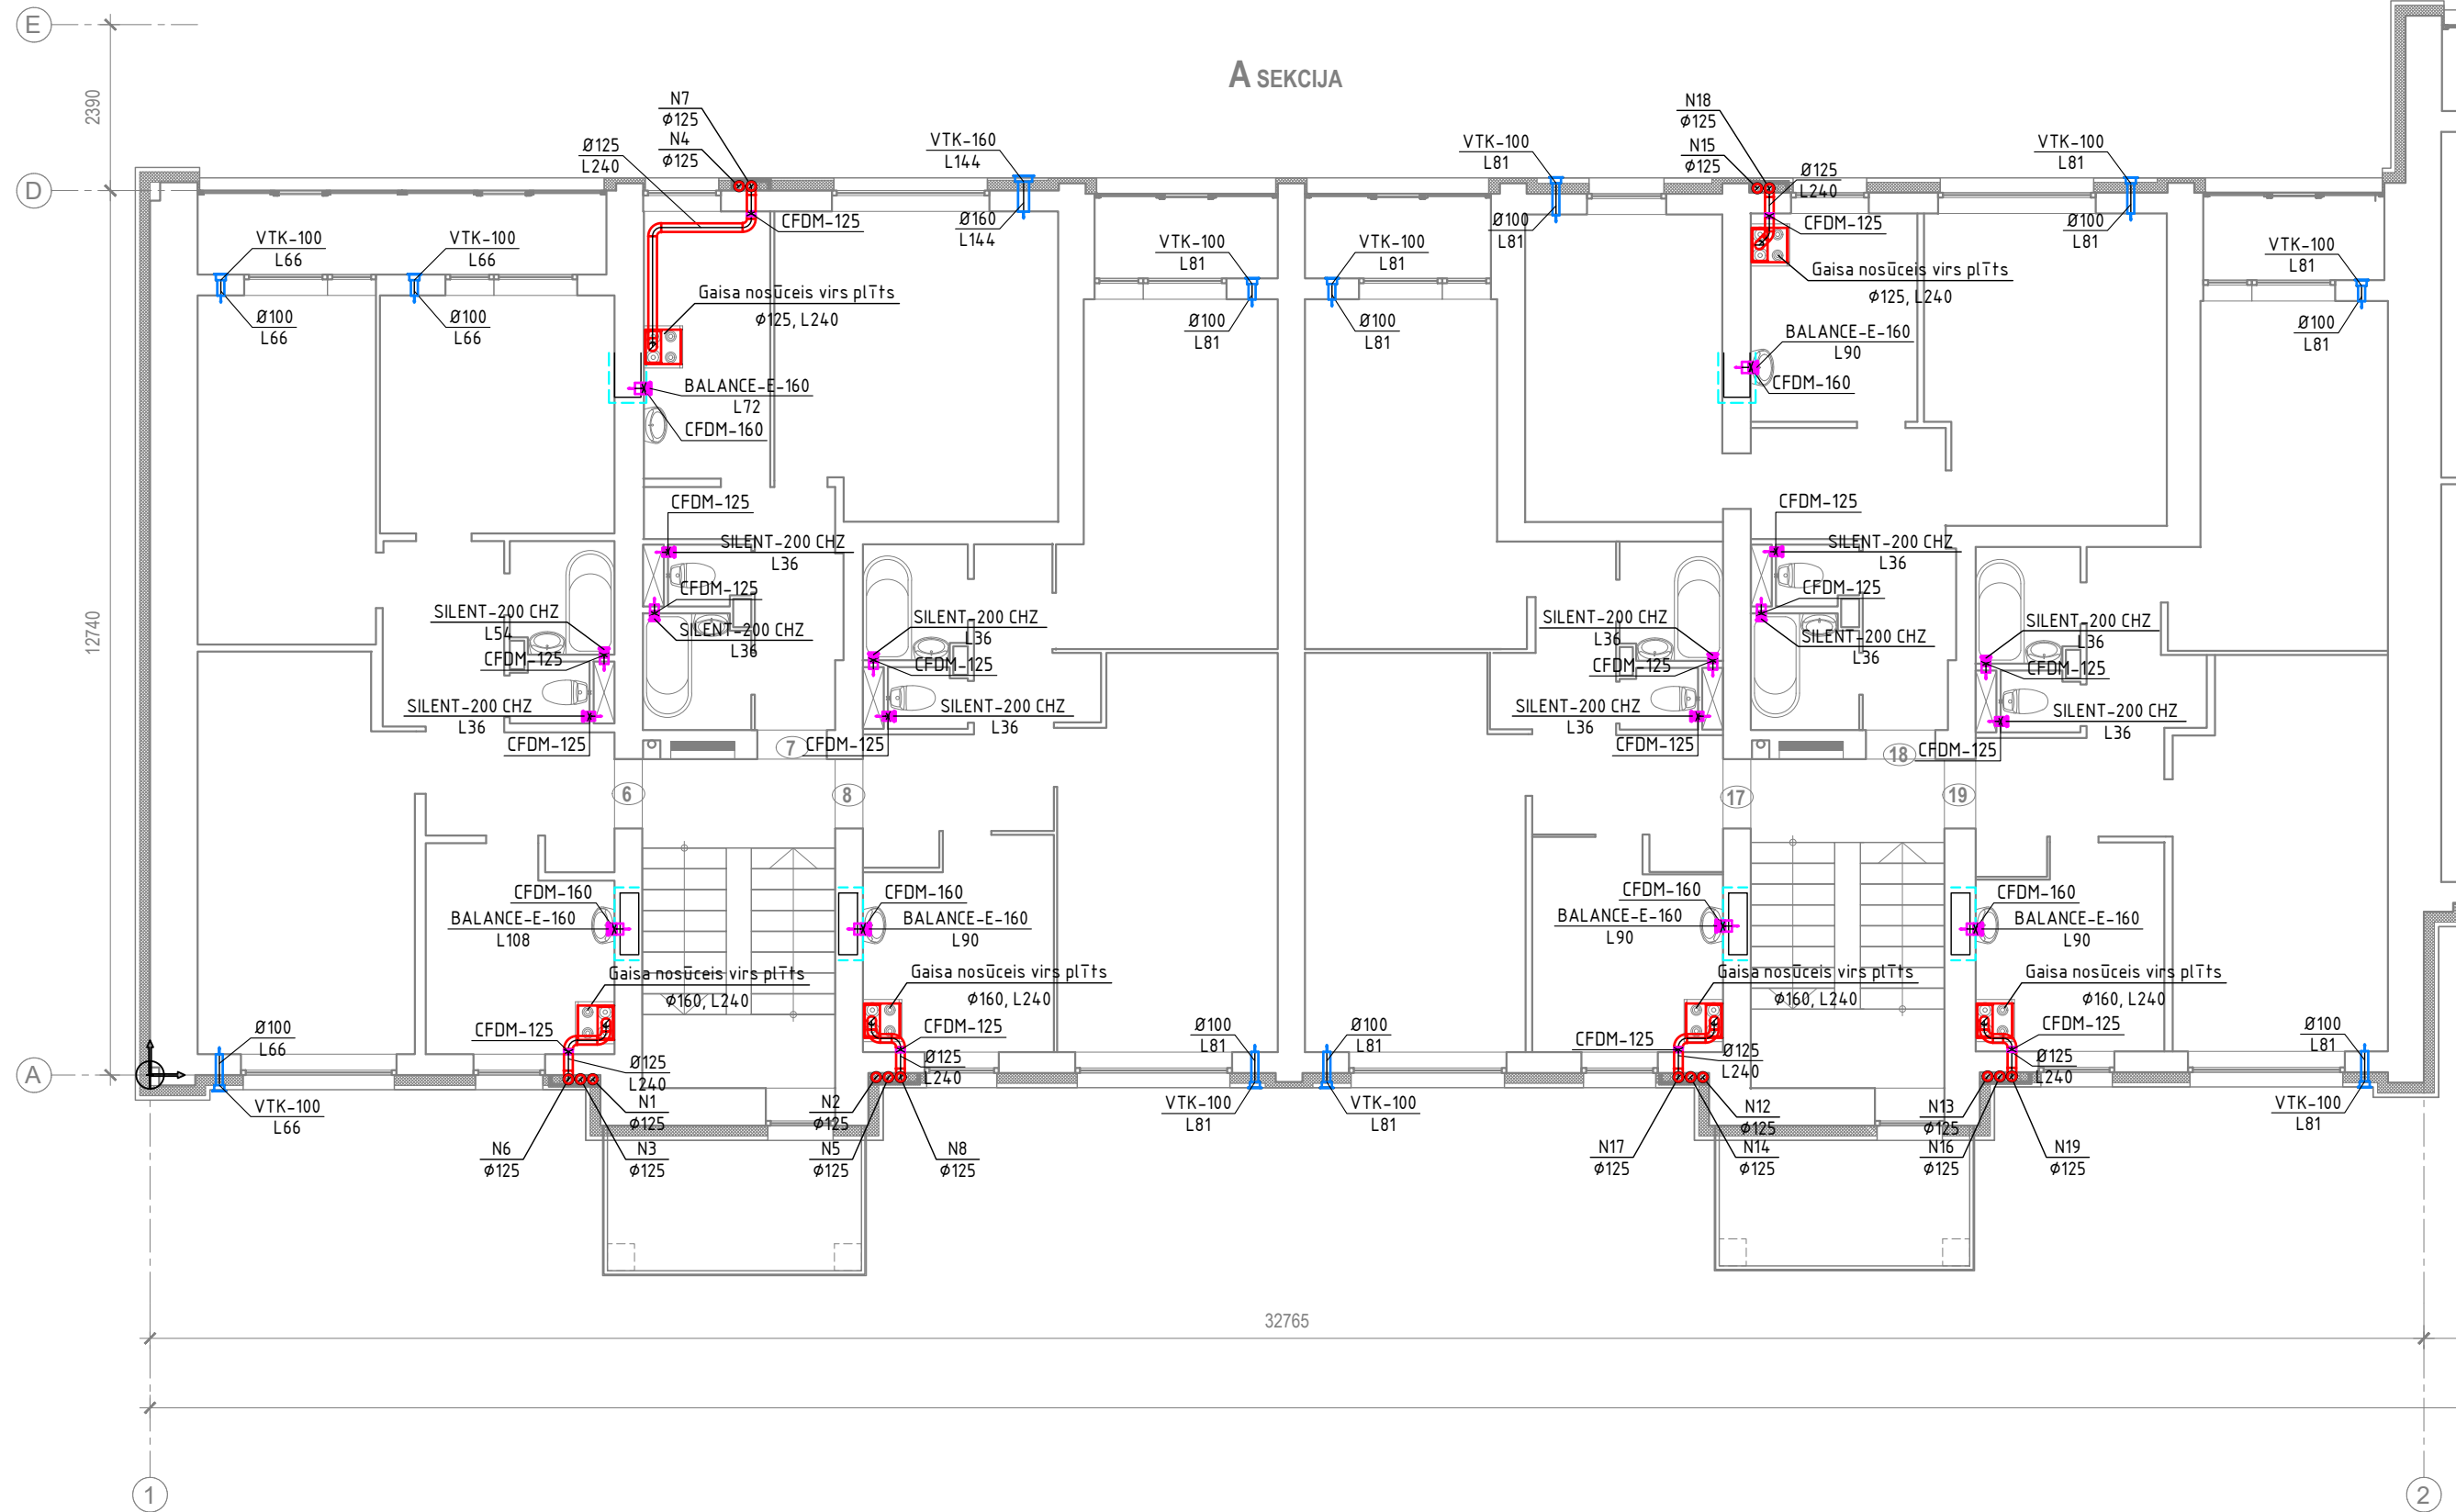 E
A SEKCIJA
2390
N7
ϕ125
N4
ϕ125
Ø125
L240
VTK-160
L144
VTK-100
L81
N18
ϕ125
N15
ϕ125
Ø125
L240
VTK-100
L81
D
CFDM-125
Ø160
L144
Ø100
L81
CFDM-125
Ø100
L81
VTK-100
L66
VTK-100
L66
VTK-100
L81
VTK-100
L81
VTK-100
L81
Gaisa nosūceis virs plīts
ϕ125, L240
Gaisa nosūceis virs plīts
ϕ125, L240
Ø100
L66
Ø100
L66
Ø100
L81
Ø100
L81
Ø100
L81
BALANCE-E-160
L72
CFDM-160
BALANCE-E-160
L90
CFDM-160
CFDM-125
SILENT-200 CHZ
L36
CFDM-125
SILENT-200 CHZ
L36
CFDM-125
SILENT-200 CHZ
L36
CFDM-125
SILENT-200 CHZ
L36
12740
SILENT-200 CHZ
L54
CFDM-125
SILENT-200 CHZ
L36
CFDM-125
SILENT-200 CHZ
L36
CFDM-125
SILENT-200 CHZ
L36
CFDM-125
SILENT-200 CHZ
L36
CFDM-125
SILENT-200 CHZ
L36
CFDM-125
SILENT-200 CHZ
L36
CFDM-125
SILENT-200 CHZ
L36
CFDM-125
7
18
6
8
17
19
CFDM-160
BALANCE-E-160
L108
CFDM-160
BALANCE-E-160
L90
CFDM-160
BALANCE-E-160
L90
CFDM-160
BALANCE-E-160
L90
Gaisa nosūceis virs plīts
ϕ160, L240
Gaisa nosūceis virs plīts
ϕ160, L240
Gaisa nosūceis virs plīts
ϕ160, L240
Gaisa nosūceis virs plīts
ϕ160, L240
Ø100
L66
CFDM-125
Ø125
L240
CFDM-125
Ø125
L240
Ø100
L81
Ø100
L81
CFDM-125
Ø125
L240
CFDM-125
Ø125
L240
Ø100
L81
A
VTK-100
L66
N1
ϕ125
N2
ϕ125
VTK-100
L81
VTK-100
L81
N12
ϕ125
N13
ϕ125
VTK-100
L81
N6
ϕ125
N3
ϕ125
N5
ϕ125
N8
ϕ125
N17
ϕ125
N14
ϕ125
N16
ϕ125
N19
ϕ125
32765
1
2